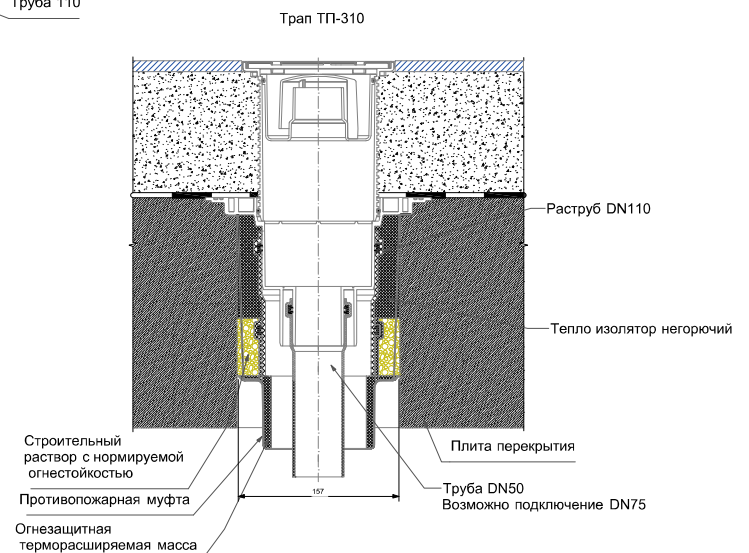 Труба 110
Трап ТП-310
Раструб DN110
Тепло изолятор негорючий
Строительный
раствор с нормируемой
огнестойкостью
Плита перекрытия
Противопожарная муфта
157
Труба DN50
Возможно подключение DN75
Огнезащитная
терморасширяемая масса